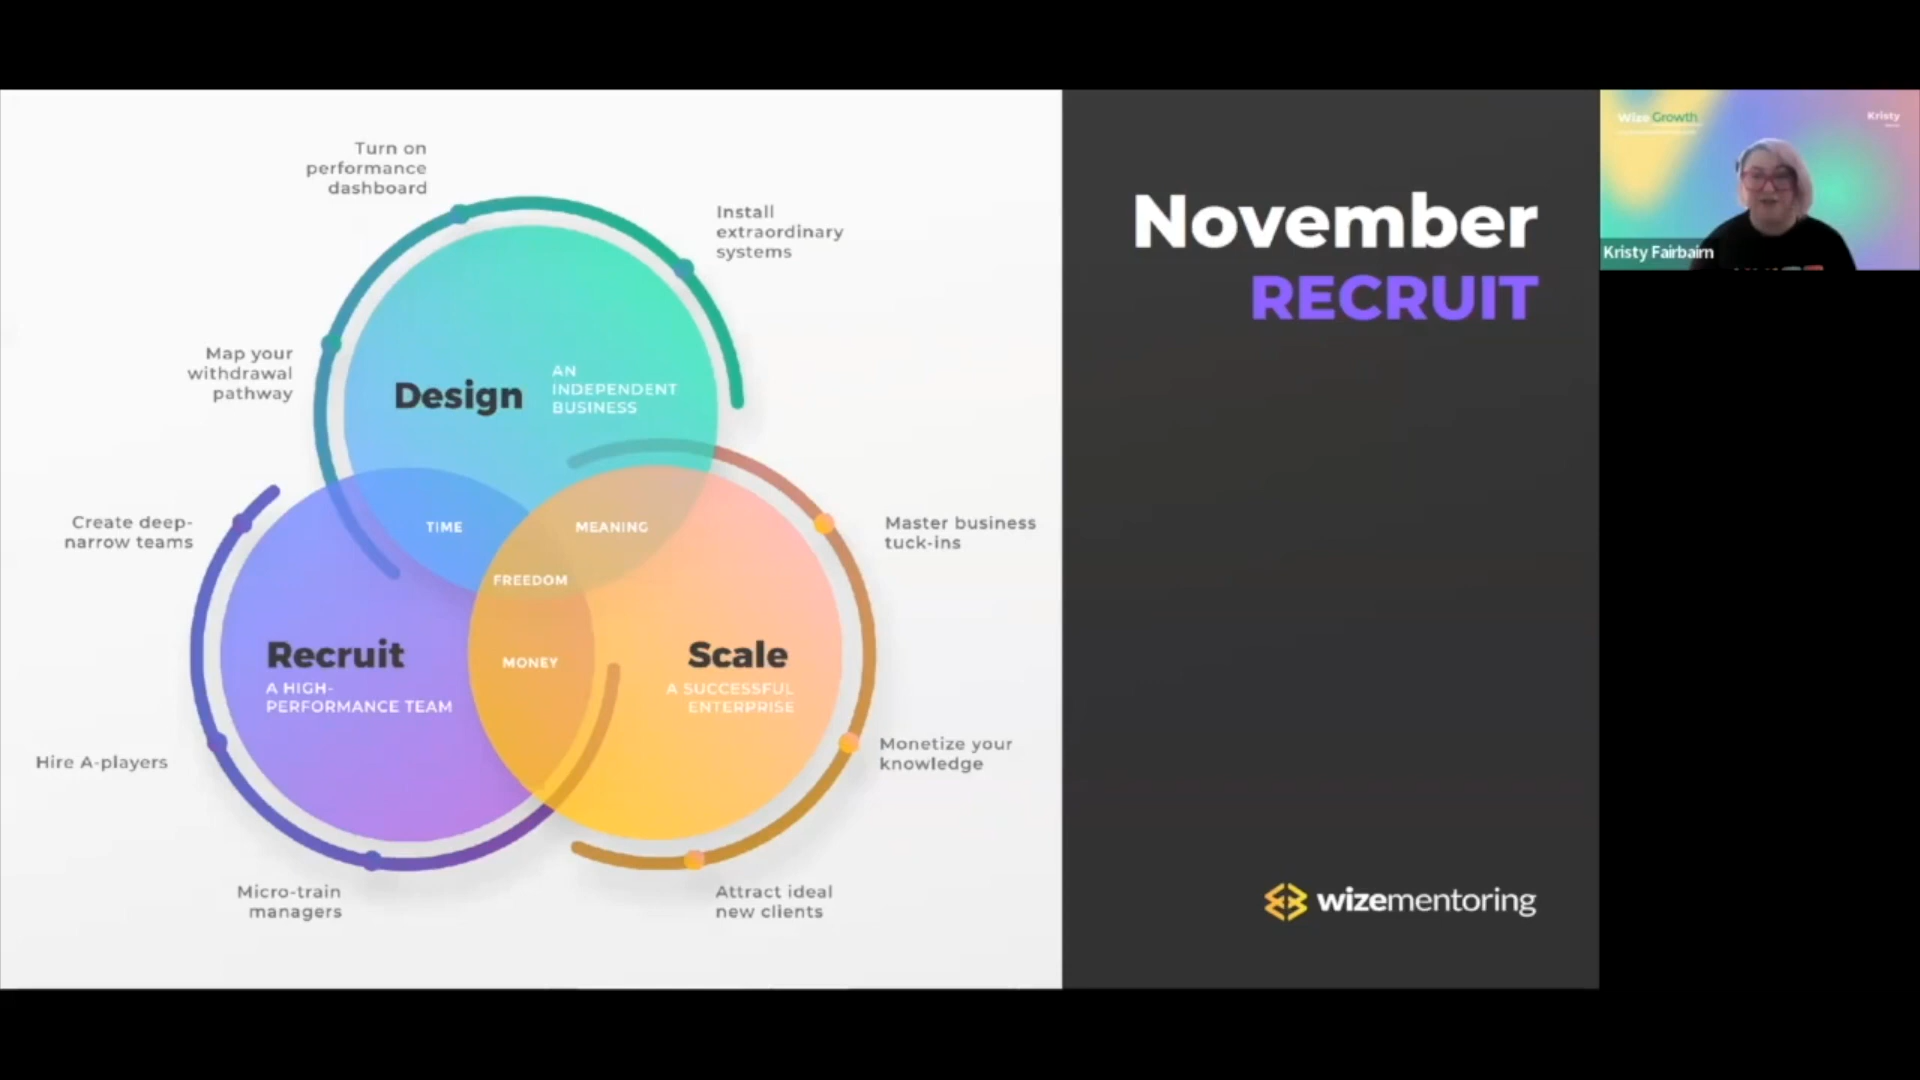 Turn on
performance
dashboard
Install
extraordinary
systems
Map your
withdrawal
pathway
Design
AN
INDEPENDENT
BUSINESS
Create deep-
narrow teams
TIME
MEANING
Master business
tuck-ins
FREEDOM
Recruit
A HIGH-
PERFORMANCE TEAM
MONEY
Scale
A SUCCESSFUL
ENTERPRISE
Hire A-players
Monetize your
knowledge
Micro-train
managers
Attract ideal
new clients
November
RECRUIT
wizementoring
Wize Growth
Kristy
Kristy Fairbairn